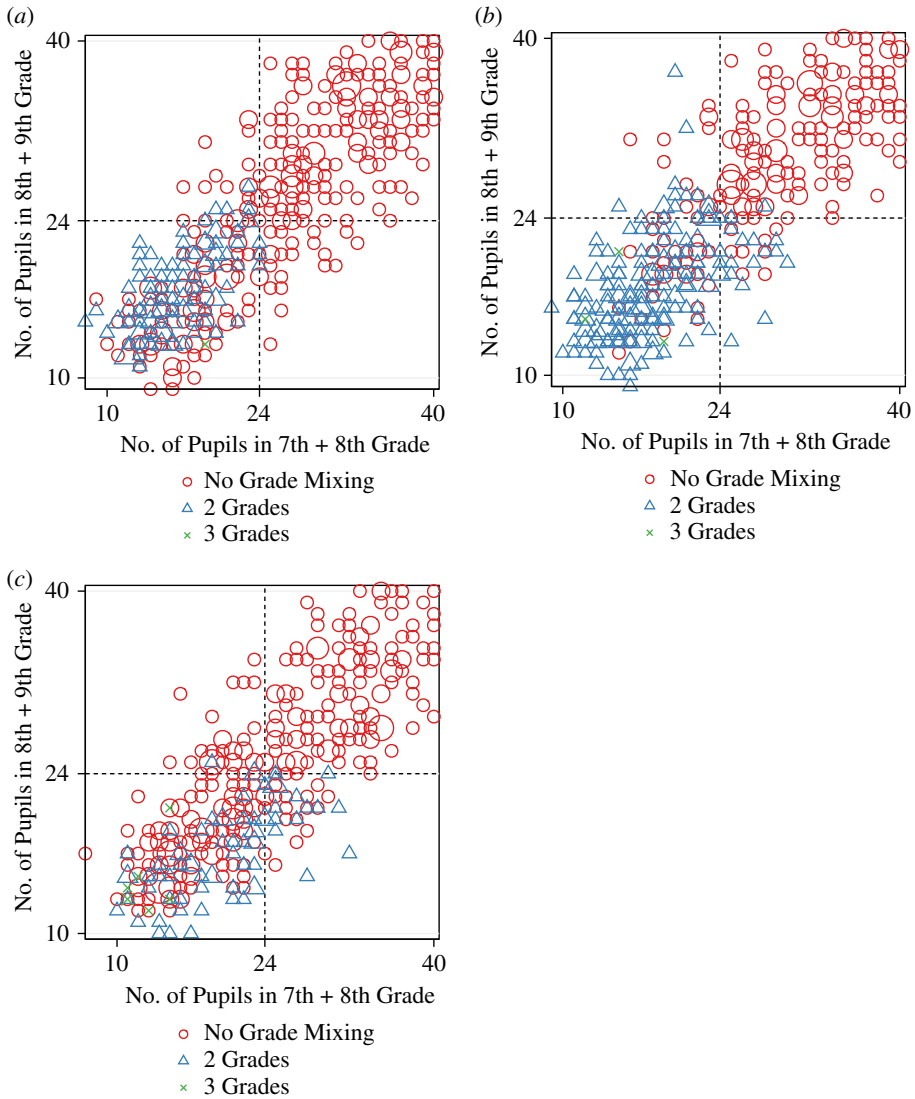 (a)
40
24
10
No. of Pupils in 8th + 9th Grade
10
24
40
No. of Pupils in 7th + 8th Grade
No Grade Mixing
2 Grades
3 Grades
(b)
40
24
10
No. of Pupils in 8th + 9th Grade
10
24
40
No. of Pupils in 7th + 8th Grade
No Grade Mixing
2 Grades
3 Grades
(c)
40
24
10
No. of Pupils in 8th + 9th Grade
10
24
40
No. of Pupils in 7th + 8th Grade
No Grade Mixing
2 Grades
3 Grades